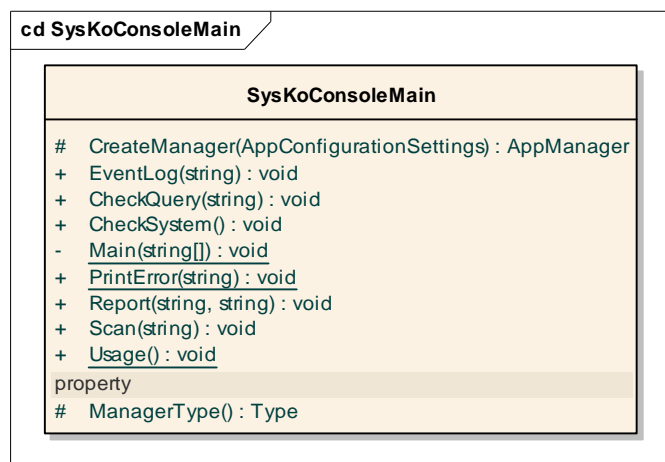 cd SysKoConsoleMain
SysKoConsoleMain
# CreateManager(AppConfigurationSettings) : AppManager
+ EventLog(string) : void
+ CheckQuery(string) : void
+ CheckSystem() : void
- Main(string[]) : void
+ PrintError(string) : void
+ Report(string, string) : void
+ Scan(string) : void
+ Usage() : void
property
# ManagerType() : Type